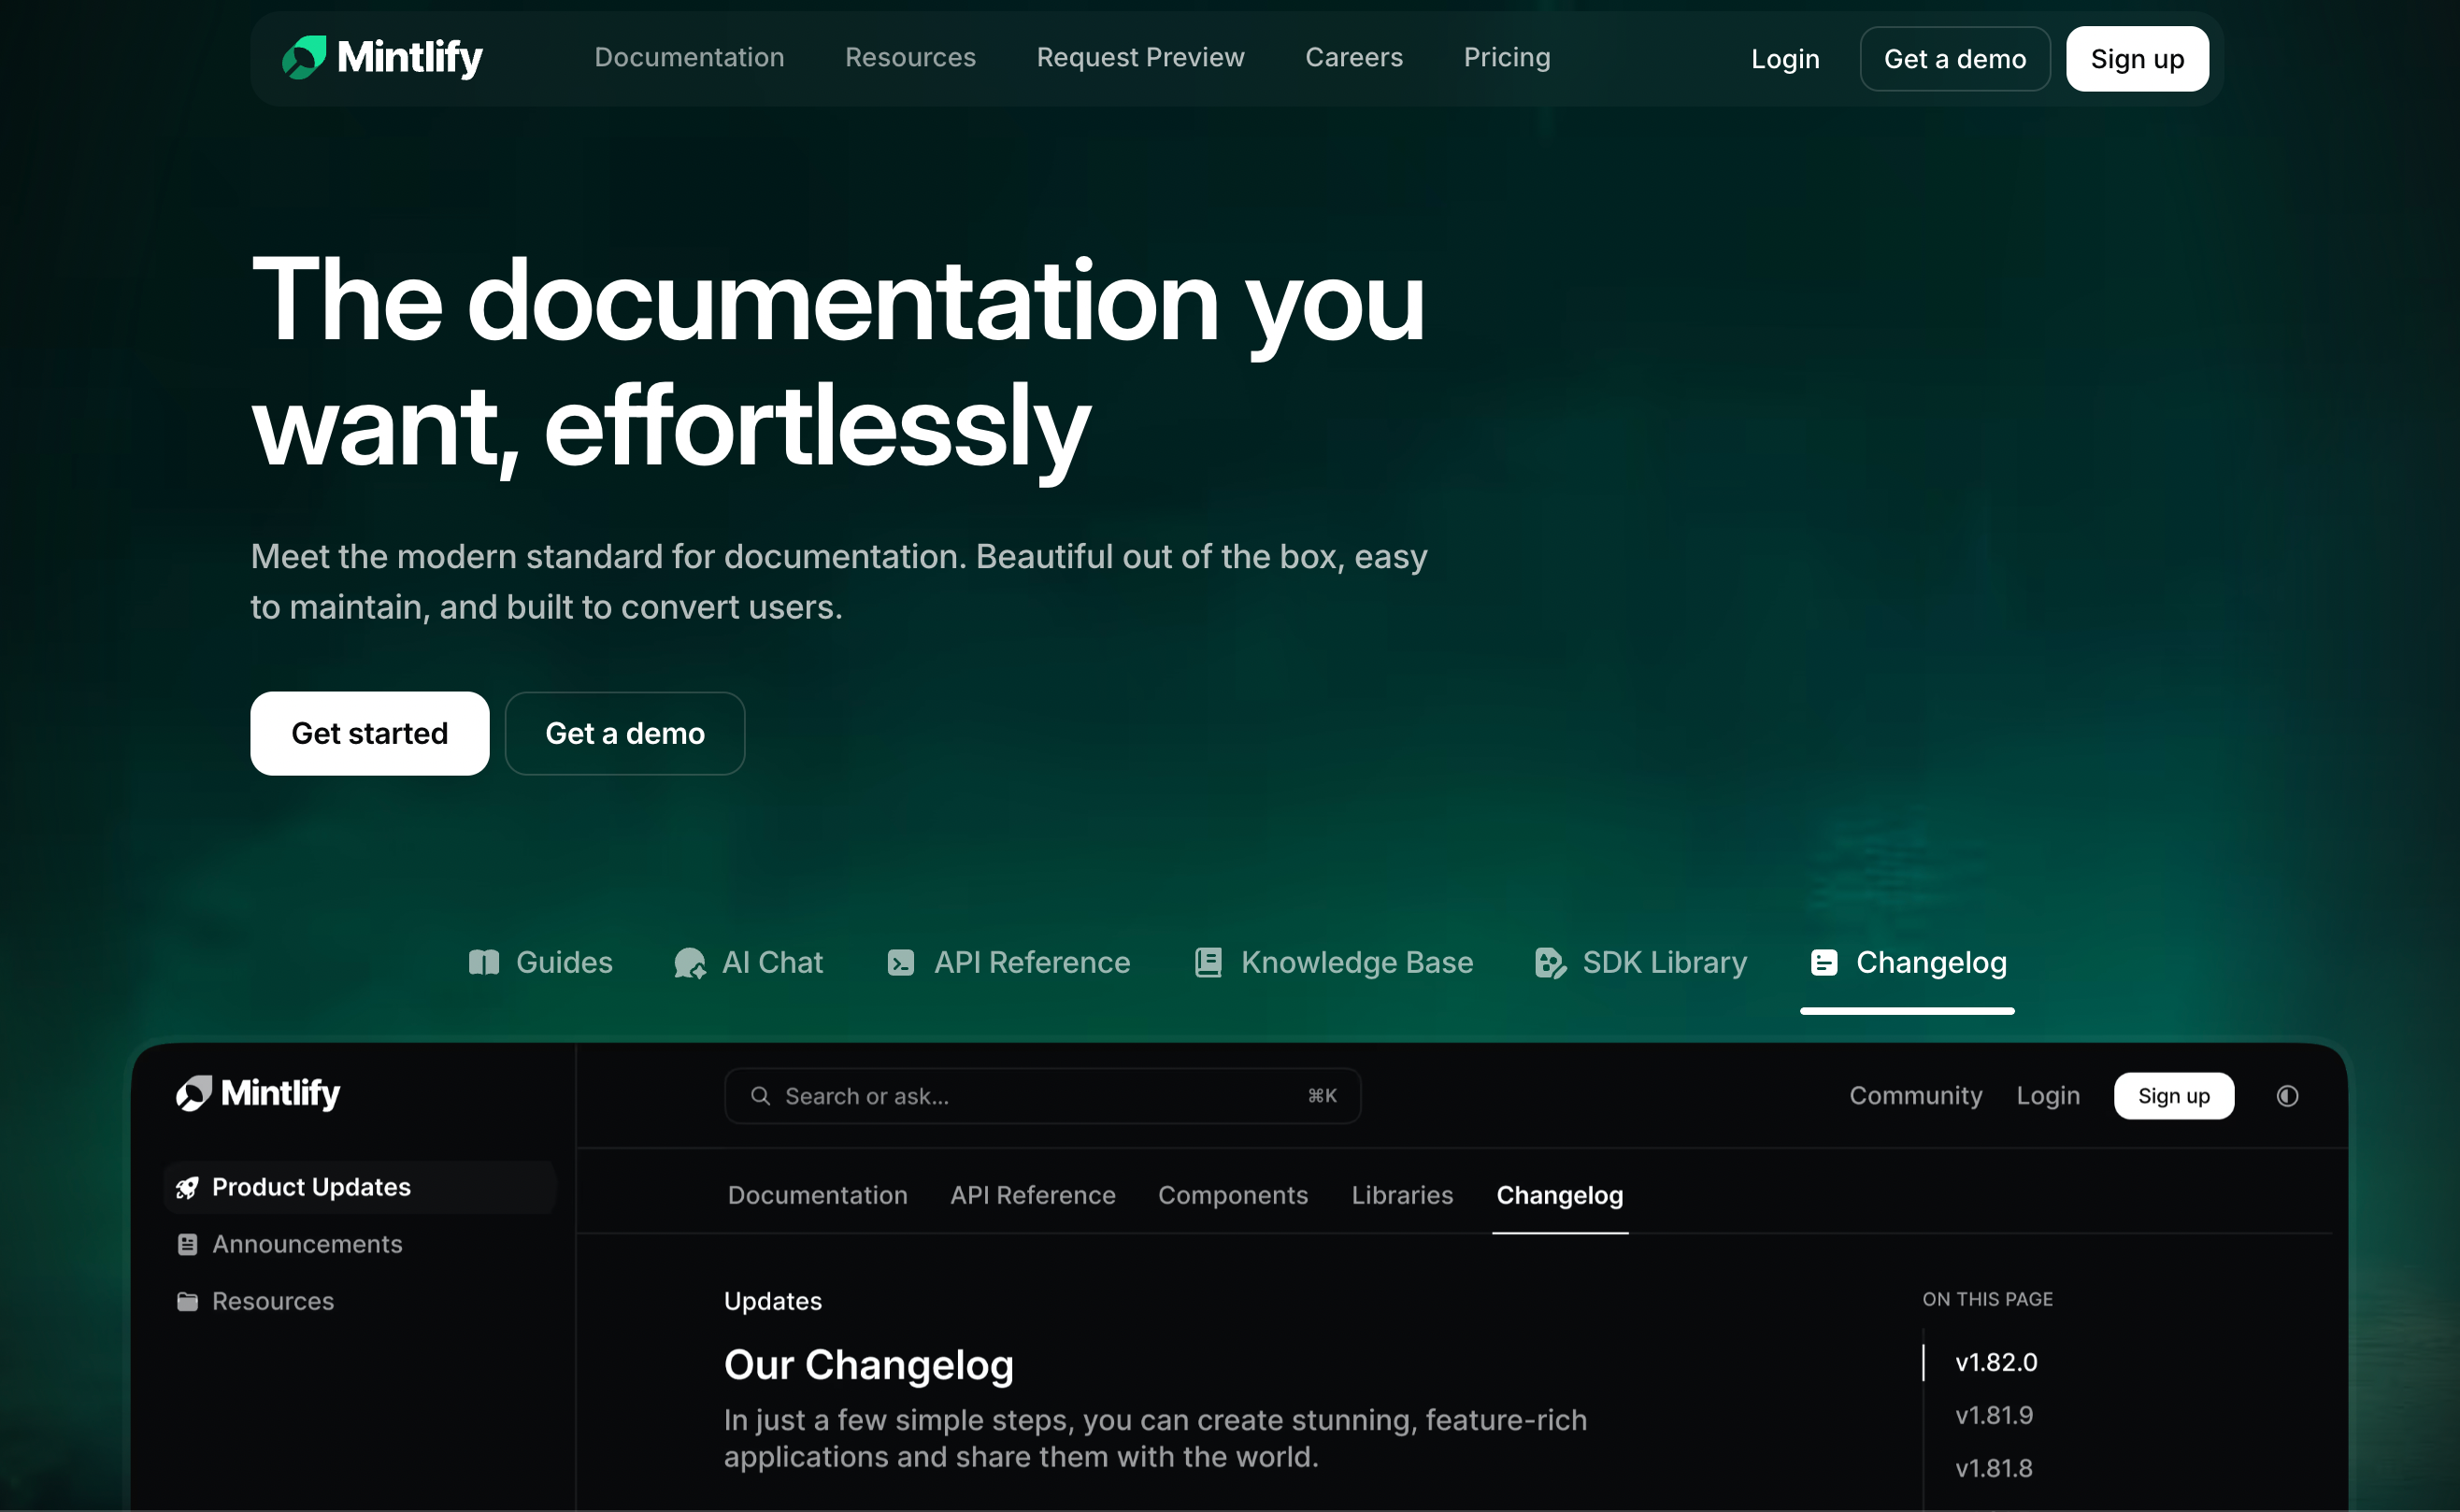 Mintlify Documentation Resources Request Preview Careers Pricing Login Get a demo Sign up
The documentation you
want, effortlessly
Meet the modern standard for documentation. Beautiful out of the box, easy
to maintain, and built to convert users.
Get started Get a demo
Guides AI Chat API Reference Knowledge Base SDK Library Changelog
Mintlify Search or ask... ⌘K Community Login Sign up
Product Updates
Announcements
Resources
Documentation API Reference Components Libraries Changelog
Updates
Our Changelog
In just a few simple steps, you can create stunning, feature-rich
applications and share them with the world.
ON THIS PAGE
v1.82.0
v1.81.9
v1.81.8